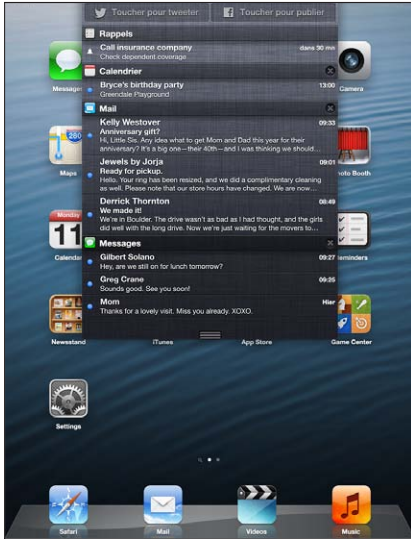 Toucher pour tweeter
Toucher pour publier
Rappels
Call insurance company
dans 30 mn
Check dependent coverage
Calendrier
Bryce's birthday party
13:00
Greendale Playground
Mail
Kelly Westover
09:33
Anniversary gift?
Hi, Little Sis. Any idea what to get Mom and Dad this year for their
anniversary? It's a big one—their 40th—and I was thinking we should…
Jewels by Jorja
09:01
Ready for pickup.
Hello. Your ring has been resized, and we did a complimentary cleaning
as well. Please note that our store hours have changed. We are now…
Derrick Thornton
08:49
We made it!
We're in Boulder. The drive wasn't as bad as I had thought, and the girls
did well with the long drive. Now we're just waiting for the movers to…
Messages
Gilbert Solano
09:27
Hey, are we still on for lunch tomorrow?
Greg Crane
09:25
Sounds good. See you soon!
Mom
Hier
Thanks for a lovely visit. Miss you already. XOXO.
Messages
Camera
280
Maps
Photo Booth
Monday
11
Calendar
Reminders
Newsstand
iTunes
App Store
Game Center
Settings
Safari
Mail
Videos
Music